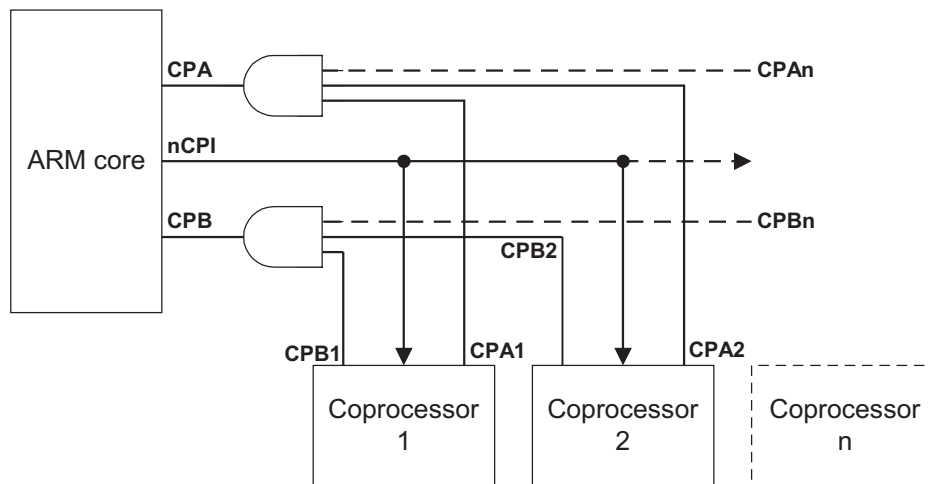 CPA
CPAn
nCPI
ARM core
CPB
CPBn
CPB2
CPB1
CPA1
CPA2
Coprocessor
1
Coprocessor
2
Coprocessor
n